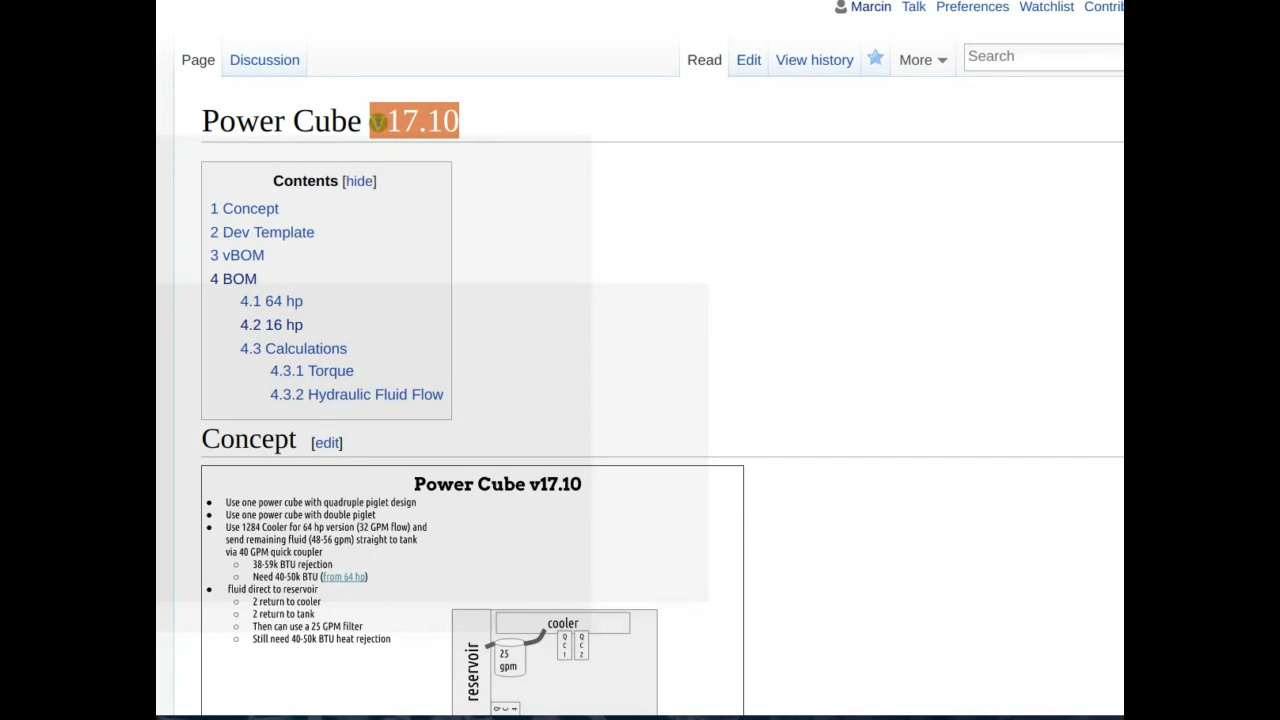 Marcin Talk Preferences Watchlist Contrib
Page Discussion Read Edit View history More Search
Power Cube v17.10
Contents [hide]
1 Concept
2 Dev Template
3 vBOM
4 BOM
4.1 64 hp
4.2 16 hp
4.3 Calculations
4.3.1 Torque
4.3.2 Hydraulic Fluid Flow
Concept [edit]
Power Cube v17.10
● Use one power cube with quadruple piglet design
● Use one power cube with double piglet
● Use 1284 Cooler for 64 hp version (32 GPM flow) and
send remaining fluid (48-56 gpm) straight to tank
via 40 GPM quick coupler
○ 38-59k BTU rejection
○ Need 40-50k BTU (from 64 hp)
● fluid direct to reservoir
○ 2 return to cooler
○ 2 return to tank
○ Then can use a 25 GPM filter
○ Still need 40-50k BTU heat rejection
cooler
QC1
QC2
25
gpm
reservoir
QC4